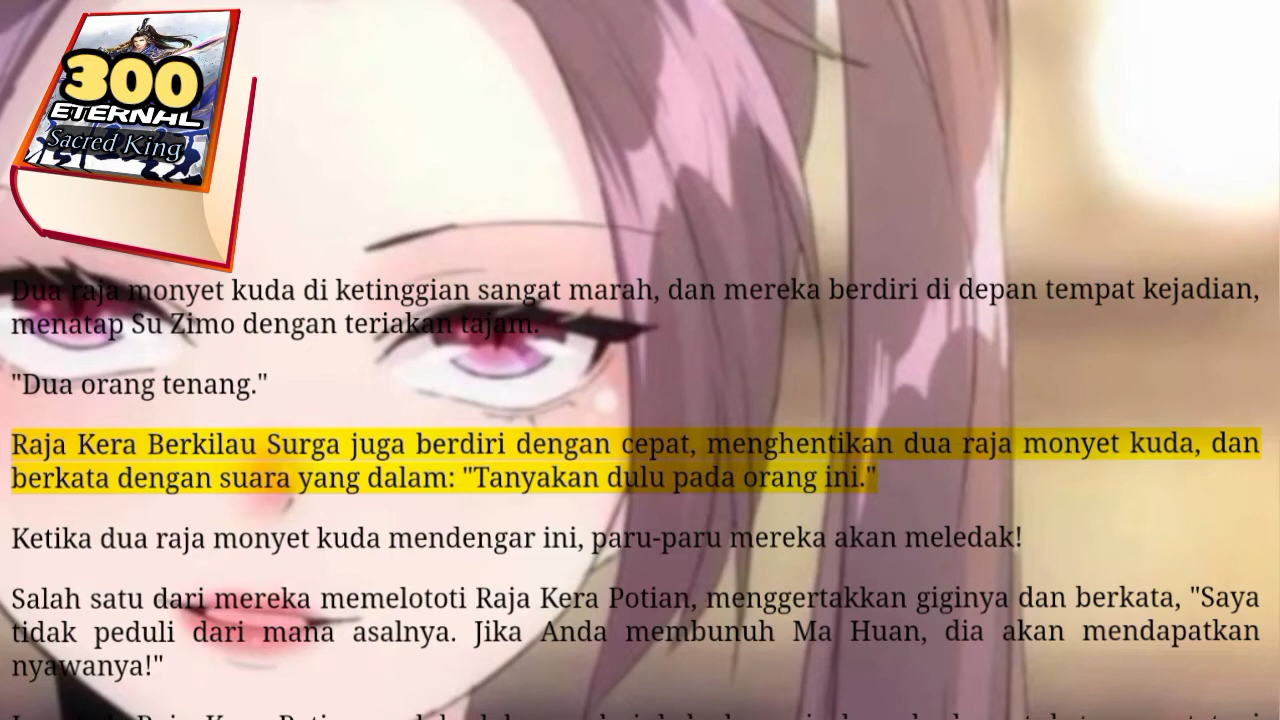 300
ETERNAL
Sacred King
Dua raja monyet kuda di ketinggian sangat marah, dan mereka berdiri di depan tempat kejadian,
menatap Su Zimo dengan teriakan tajam.
"Dua orang tenang."
Raja Kera Berkilau Surga juga berdiri dengan cepat, menghentikan dua raja monyet kuda, dan
berkata dengan suara yang dalam: "Tanyakan dulu pada orang ini."
Ketika dua raja monyet kuda mendengar ini, paru-paru mereka akan meledak!
Salah satu dari mereka memelototi Raja Kera Potian, menggertakkan giginya dan berkata, "Saya
tidak peduli dari mana asalnya. Jika Anda membunuh Ma Huan, dia akan mendapatkan
nyawanya!"